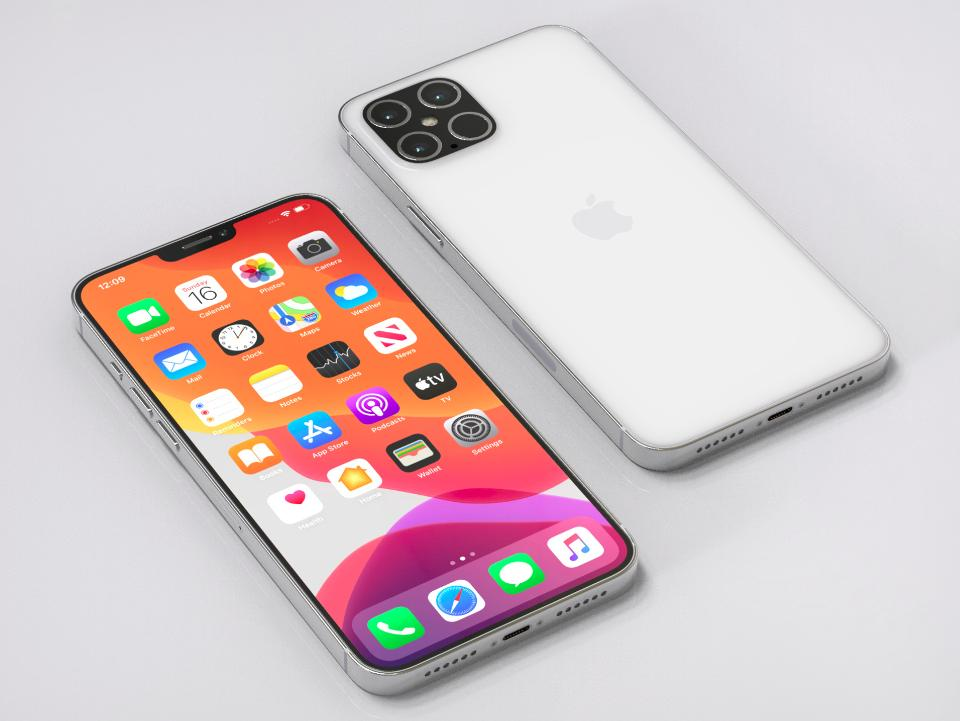 12:09
FaceTime
Sunday
16
Calendar
Photos
Camera
Mail
Clock
Maps
Weather
Reminders
Notes
Stocks
News
Books
App Store
Podcasts
tv
TV
Health
Home
Wallet
Settings